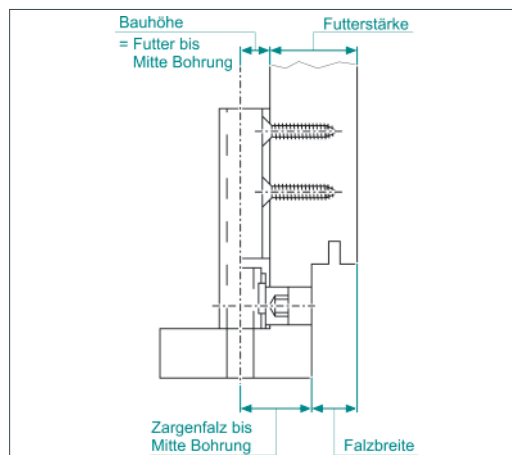 Bauhöhe
= Futter bis
Mitte Bohrung
Futterstärke
Zargenfalz bis
Mitte Bohrung
Falzbreite